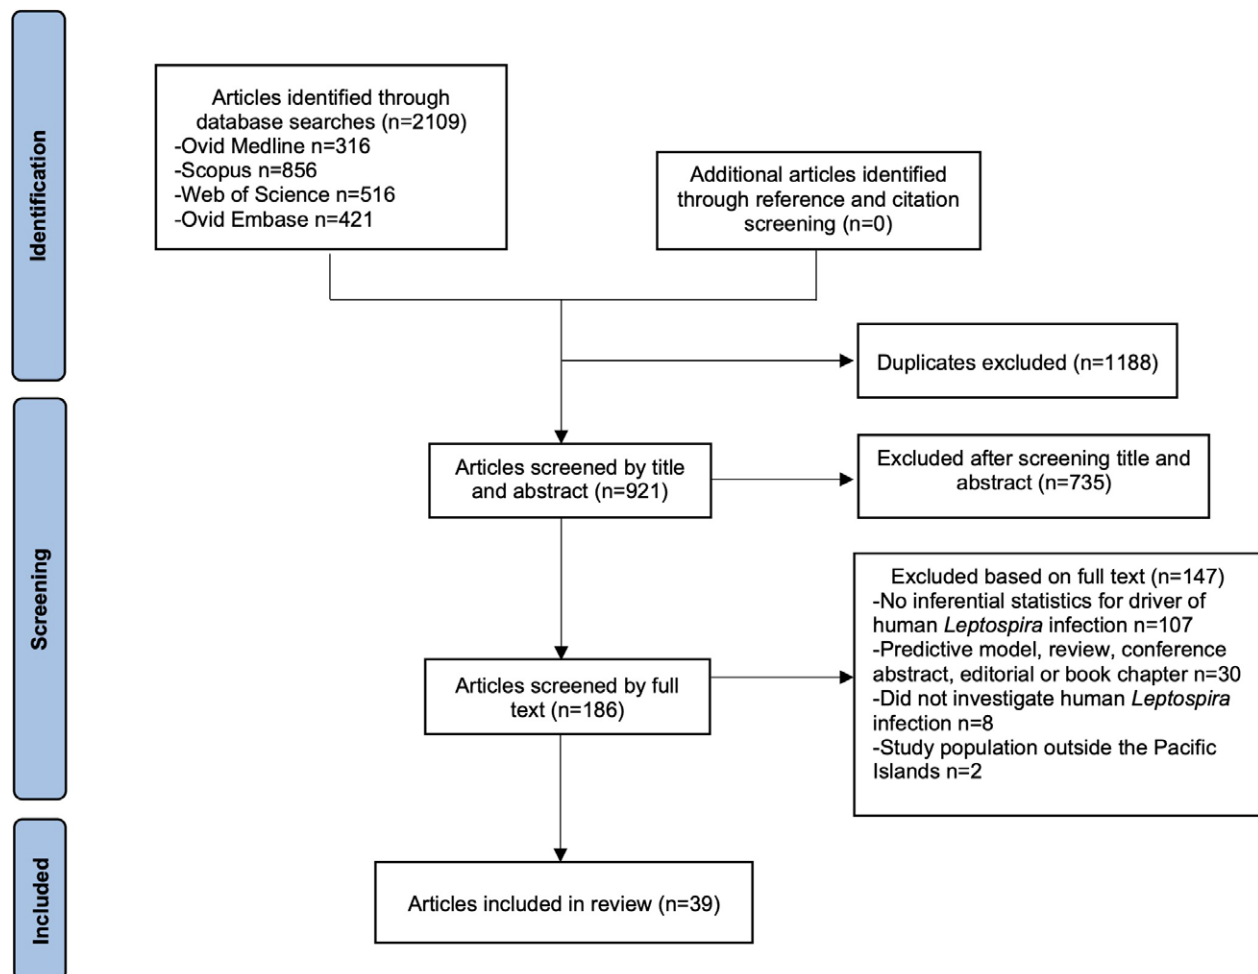 Identification
Articles identified through
database searches (n=2109)
-Ovid Medline n=316
-Scopus n=856
-Web of Science n=516
-Ovid Embase n=421
Additional articles identified
through reference and citation
screening (n=0)
Duplicates excluded (n=1188)
Screening
Articles screened by title
and abstract (n=921)
Excluded after screening title and
abstract (n=735)
Articles screened by full
text (n=186)
Excluded based on full text (n=147)
-No inferential statistics for driver of
human Leptospira infection n=107
-Predictive model, review, conference
abstract, editorial or book chapter n=30
-Did not investigate human Leptospira
infection n=8
-Study population outside the Pacific
Islands n=2
Included
Articles included in review (n=39)